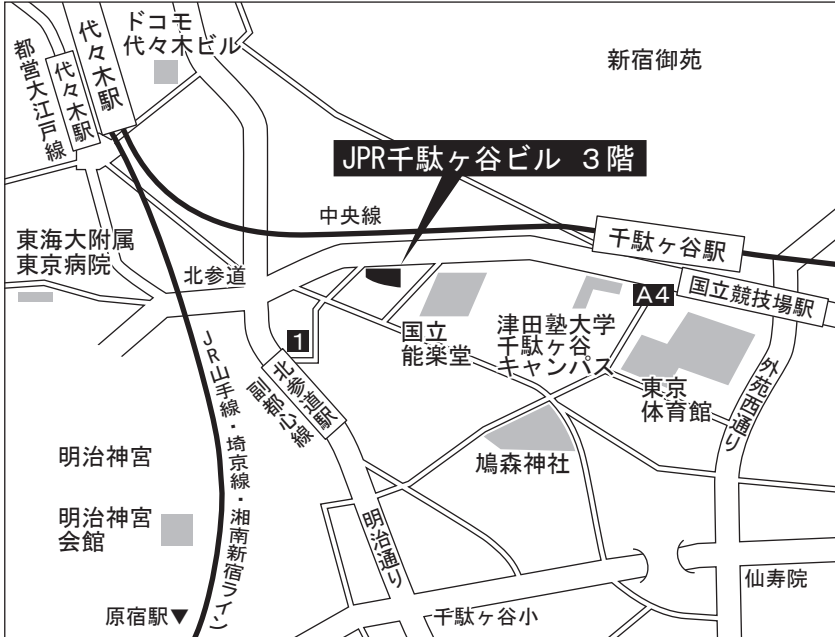 ドコモ
代々木ビル
代々木駅
代々木駅
都営大江戸線
新宿御苑
JPR千駄ヶ谷ビル 3階
中央線
千駄ヶ谷駅
東海大附属
東京病院
北参道
A4
国立競技場駅
1
国立
能楽堂
津田塾大学
千駄ヶ谷
キャンパス
東京
体育館
外苑西通り
北参道駅
副都心線
JR山手線・埼京線・湘南新宿ライン
明治神宮
鳩森神社
明治神宮
会館
明治通り
仙寿院
原宿駅▼
千駄ヶ谷小